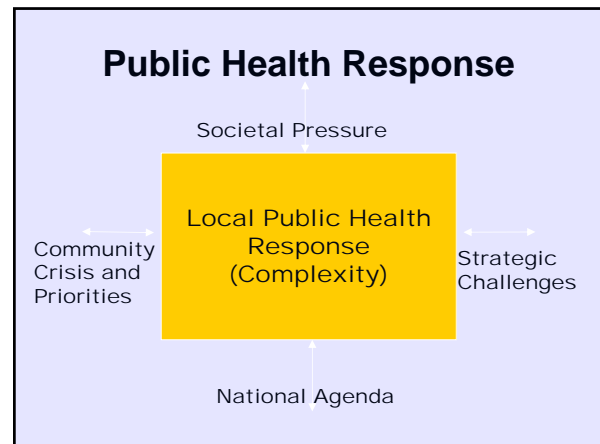 Public Health Response
Societal Pressure
Local Public Health
Response
(Complexity)
Community
Crisis and
Priorities
Strategic
Challenges
National Agenda